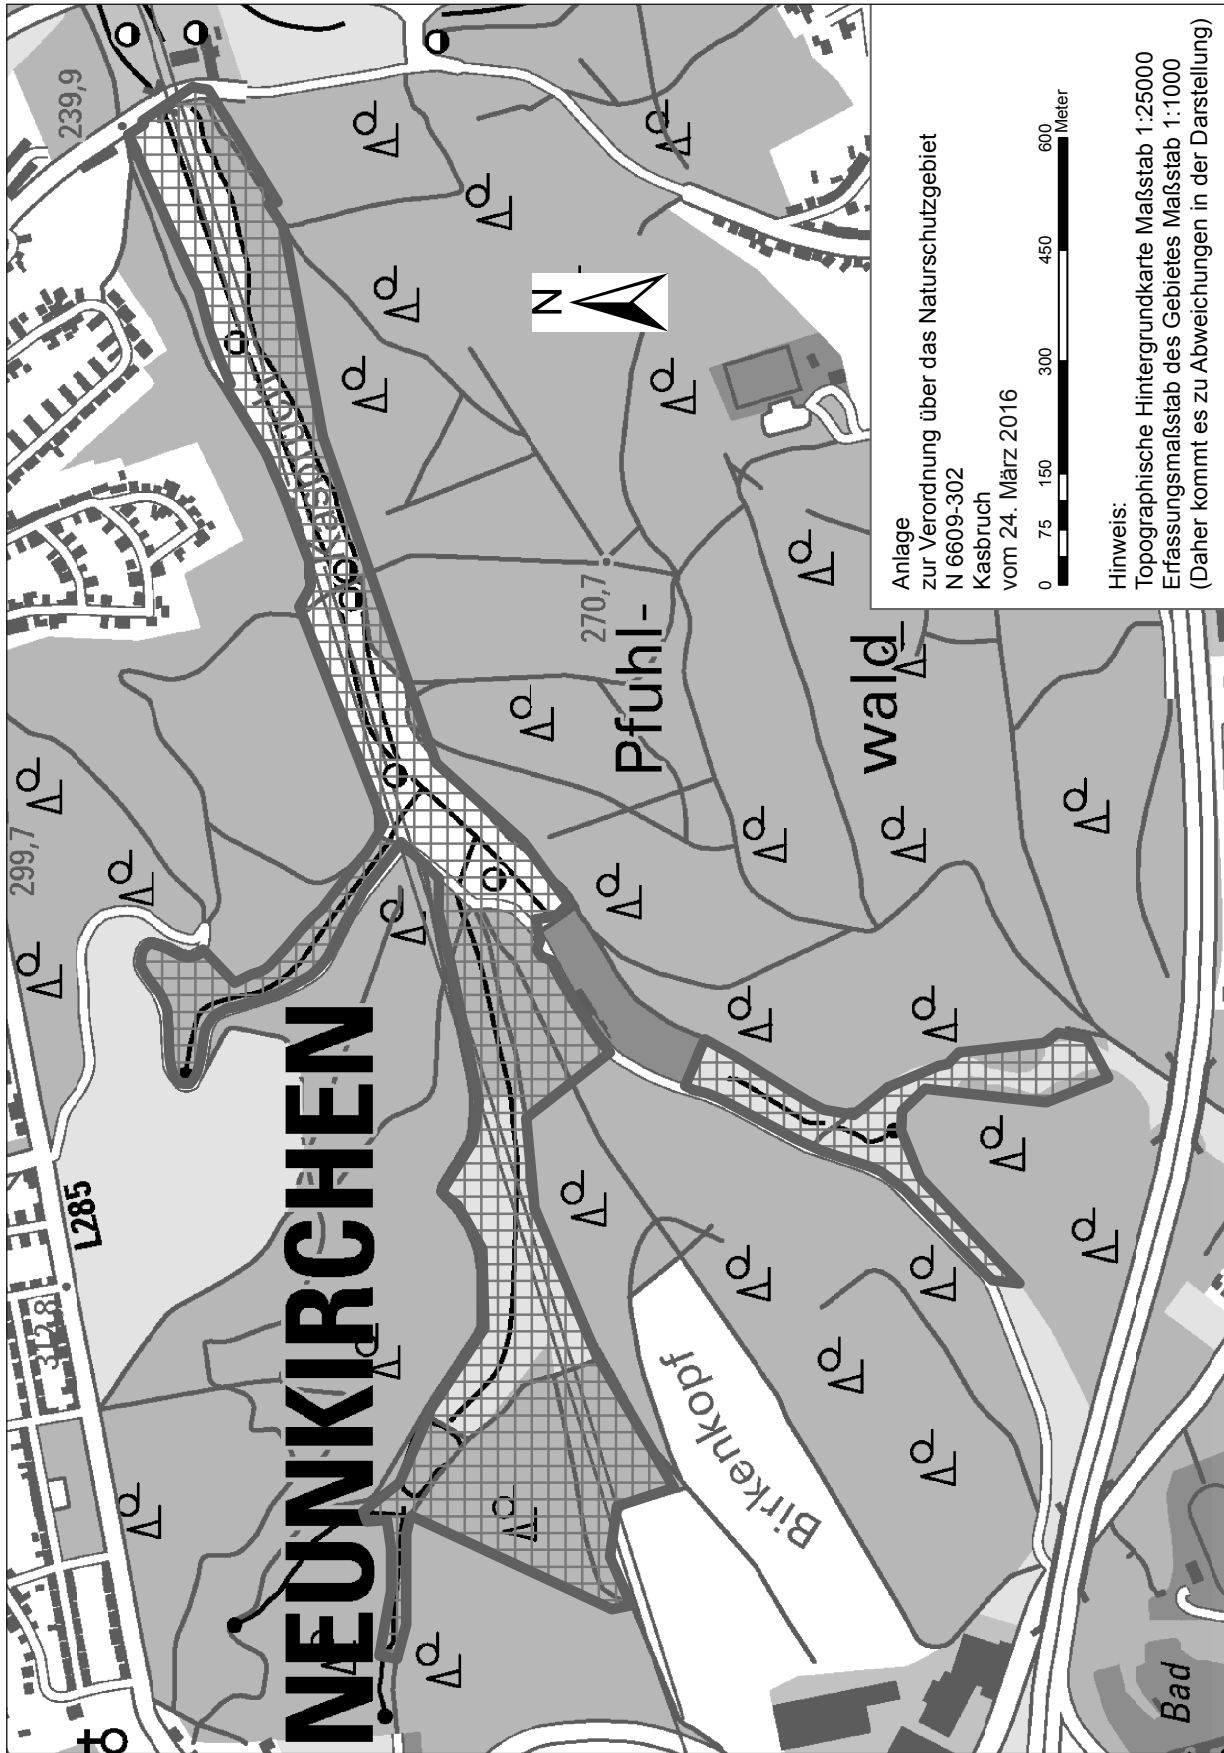 NEUNKIRCHEN
L285
312,8
299,7
239,9
Kasbruch
270,7
Pfuhl-
wald
Birkenkopf
Bad
N
Anlage
zur Verordnung über das Naturschutzgebiet
N 6609-302
Kasbruch
vom 24. März 2016
0 75 150 300 450 600
Meter
Hinweis:
Topographische Hintergrundkarte Maßstab 1:25000
Erfassungsmaßstab des Gebietes Maßstab 1:1000
(Daher kommt es zu Abweichungen in der Darstellung)